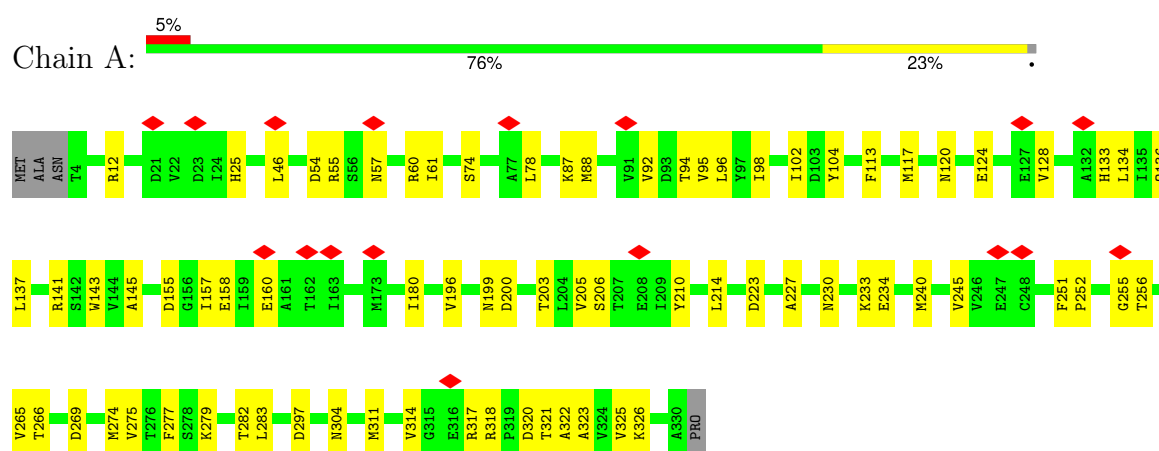 5%
Chain A:
76% 23% •
MET ALA ASN T4 R12 D21 V22 D23 I24 H25 L46 D54 R55 S56 N57 R60 I61 S74 A77 L78 K87 M88 V91 V92 D93 T94 V95 L96 Y97 I98 I102 D103 Y104 F113 M117 N120 E124 E127 V128 A132 H133 L134 I135
L137 R141 S142 W143 V144 A145 D155 G156 I157 E158 I159 E160 A161 T162 I163 M173 I180 V196 N199 D200 T203 L204 V205 S206 T207 E208 I209 Y210 L214 D223 A227 N230 K233 E234 M240 V245 V246 E247 C248 F251 P252 G255 T256
V265 T266 D269 M274 V275 T276 F277 S278 K279 T282 L283 D297 N304 M311 V314 G315 E316 R317 R318 P319 D320 T321 A322 A323 V324 V325 K326 A330 PRO